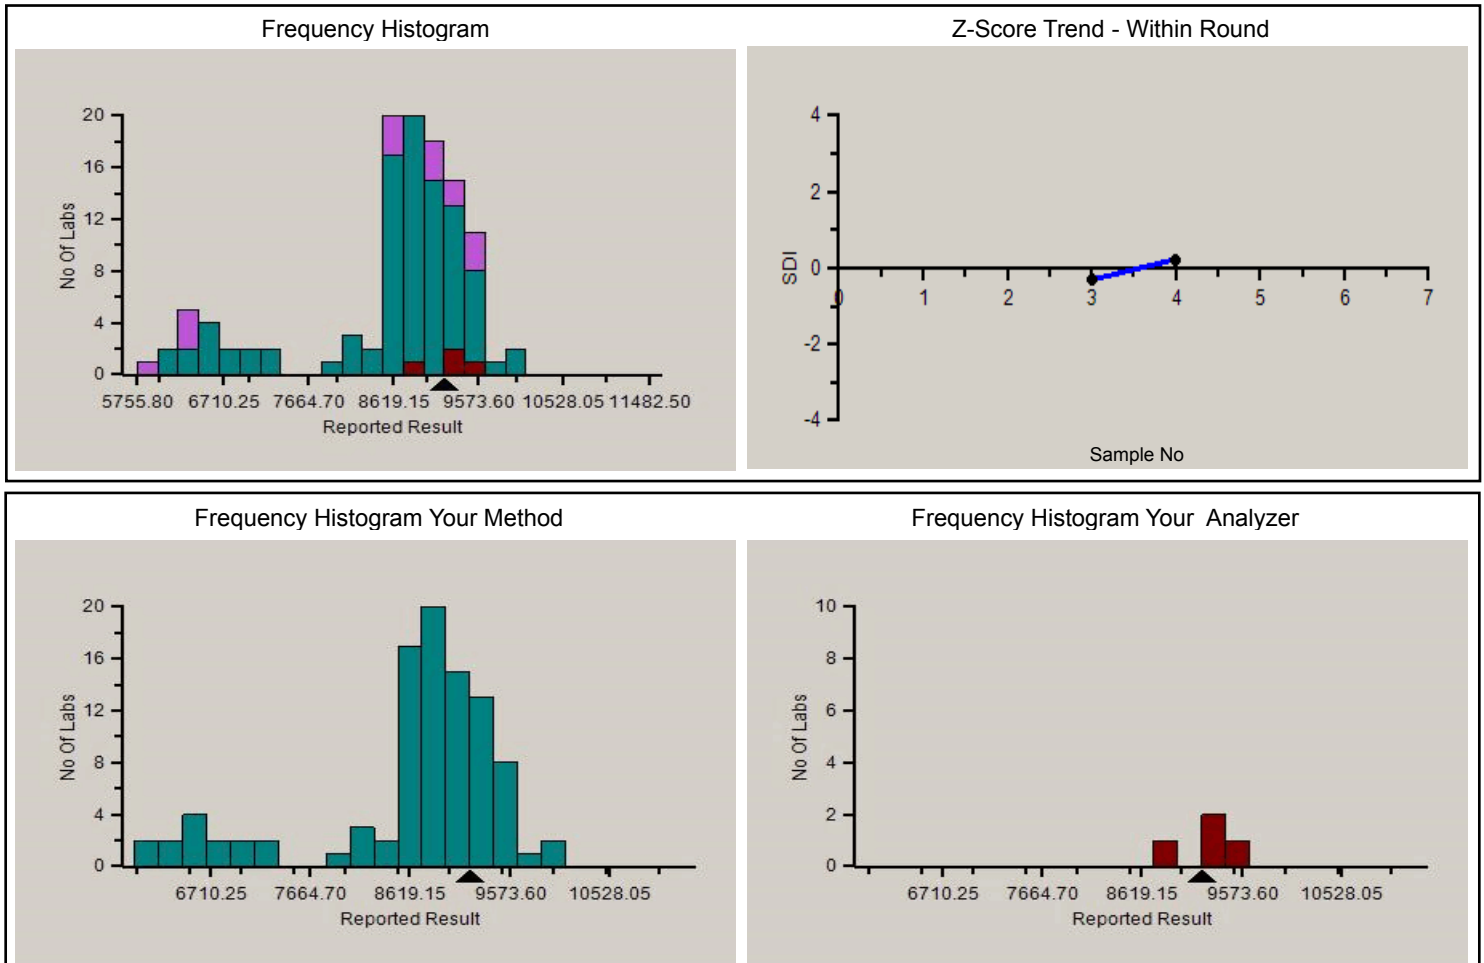 Frequency Histogram
20
16
12
8
4
0
No Of Labs
5755.80 6710.25 7664.70 8619.15 9573.60 10528.05 11482.50
Reported Result
Z-Score Trend - Within Round
4
2
0
-2
-4
SDI
0 1 2 3 4 5 6 7
Sample No
Frequency Histogram Your Method
20
16
12
8
4
0
No Of Labs
6710.25 7664.70 8619.15 9573.60 10528.05
Reported Result
Frequency Histogram Your Analyzer
10
8
6
4
2
0
No Of Labs
6710.25 7664.70 8619.15 9573.60 10528.05
Reported Result